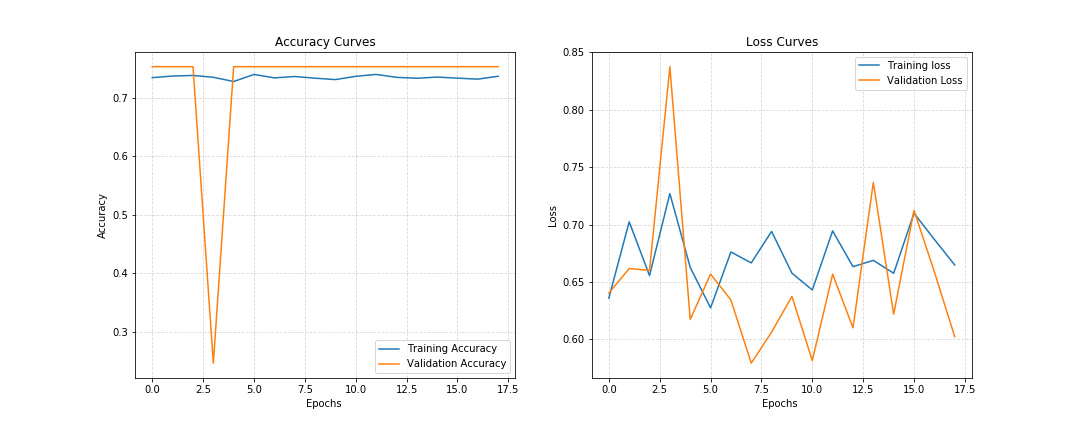 Accuracy Curves
Accuracy
0.7
0.6
0.5
0.4
0.3
Training Accuracy
Validation Accuracy
0.0 2.5 5.0 7.5 10.0 12.5 15.0 17.5
Epochs
Loss Curves
Loss
0.85
0.80
0.75
0.70
0.65
0.60
Training loss
Validation Loss
0.0 2.5 5.0 7.5 10.0 12.5 15.0 17.5
Epochs